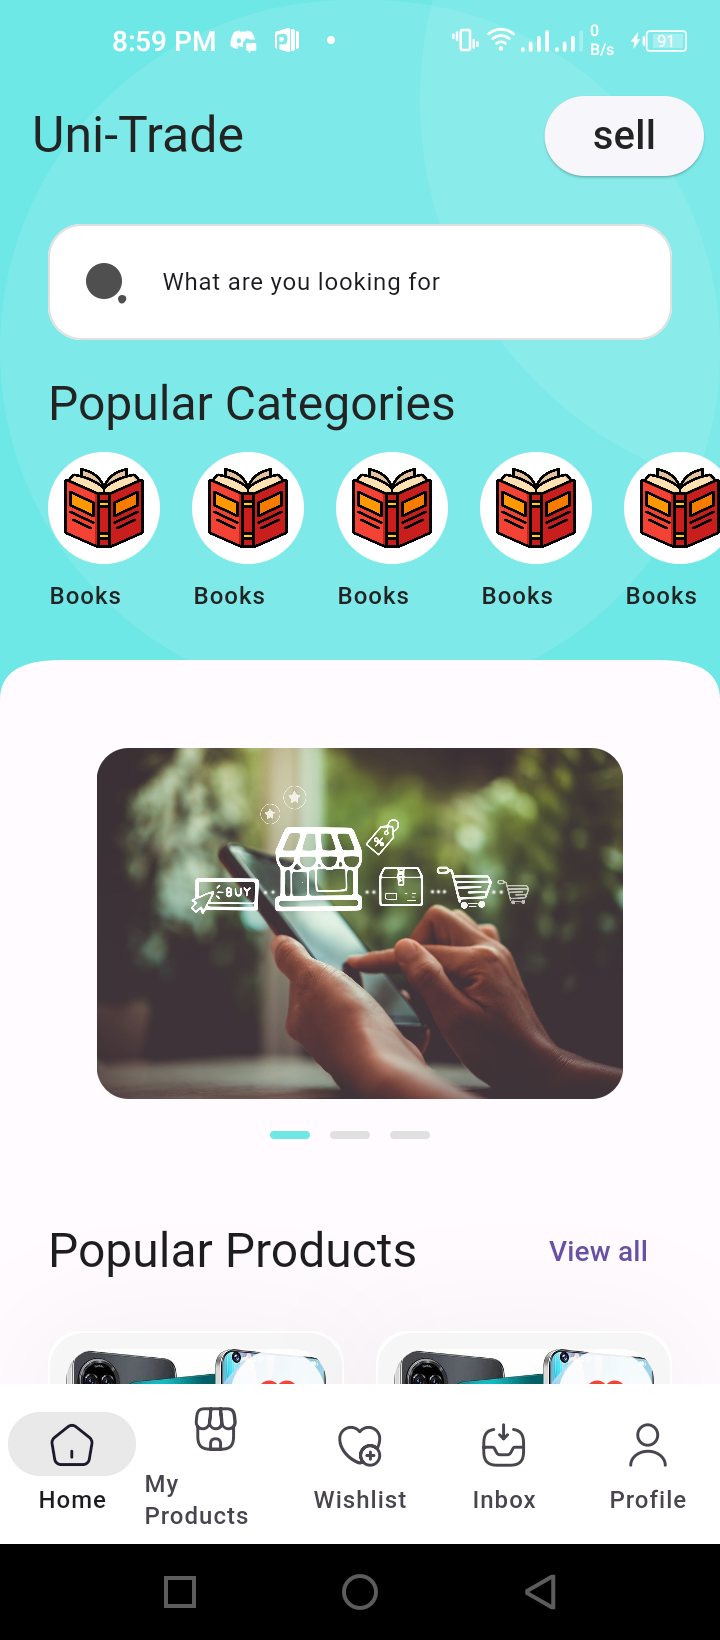 8:59 PM
0
B/s
91
Uni-Trade
sell
What are you looking for
Popular Categories
Books
Books
Books
Books
Books
BUY
%
Popular Products
View all
Home
My
Products
Wishlist
Inbox
Profile